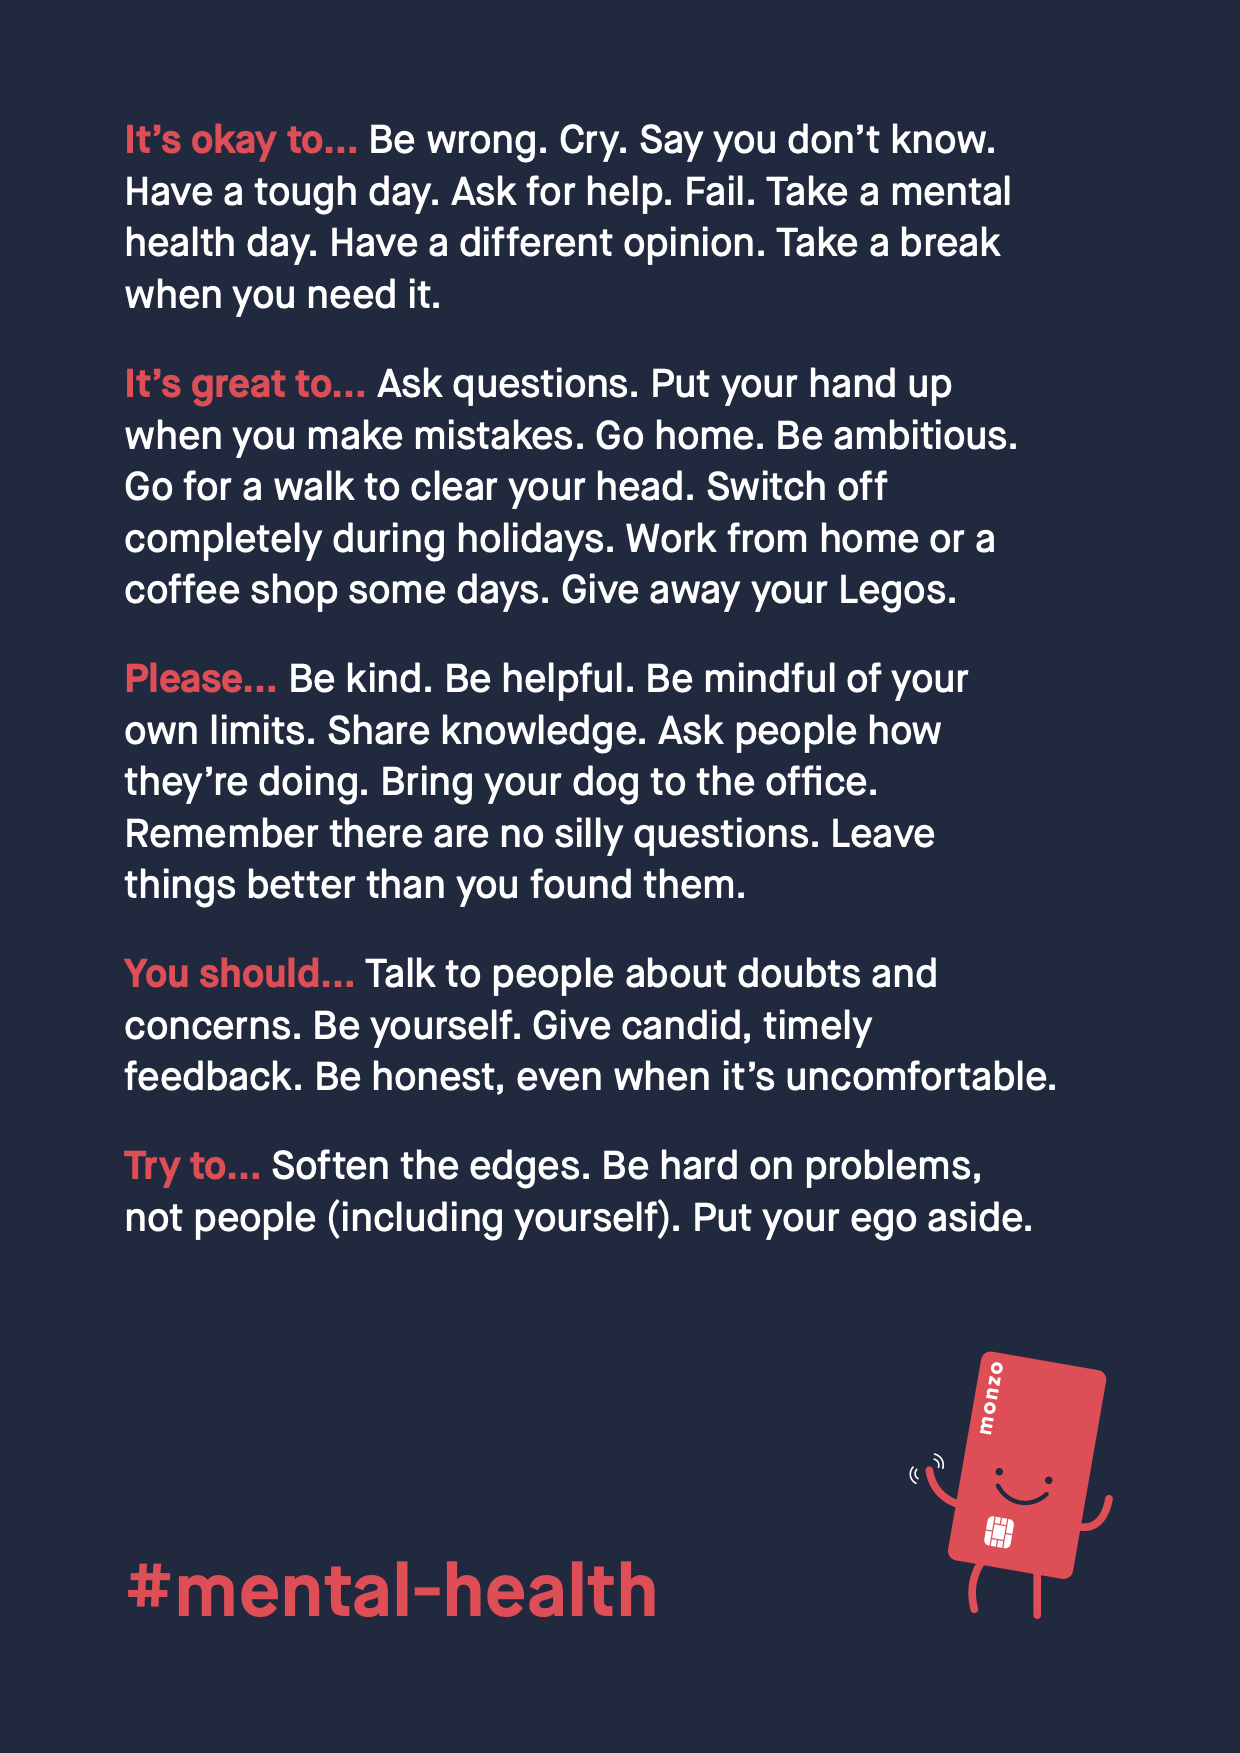 It’s okay to... Be wrong. Cry. Say you don’t know.
Have a tough day. Ask for help. Fail. Take a mental
health day. Have a different opinion. Take a break
when you need it.
It’s great to... Ask questions. Put your hand up
when you make mistakes. Go home. Be ambitious.
Go for a walk to clear your head. Switch off
completely during holidays. Work from home or a
coffee shop some days. Give away your Legos.
Please... Be kind. Be helpful. Be mindful of your
own limits. Share knowledge. Ask people how
they’re doing. Bring your dog to the office.
Remember there are no silly questions. Leave
things better than you found them.
You should... Talk to people about doubts and
concerns. Be yourself. Give candid, timely
feedback. Be honest, even when it’s uncomfortable.
Try to... Soften the edges. Be hard on problems,
not people (including yourself). Put your ego aside.
monzo
#mental-health